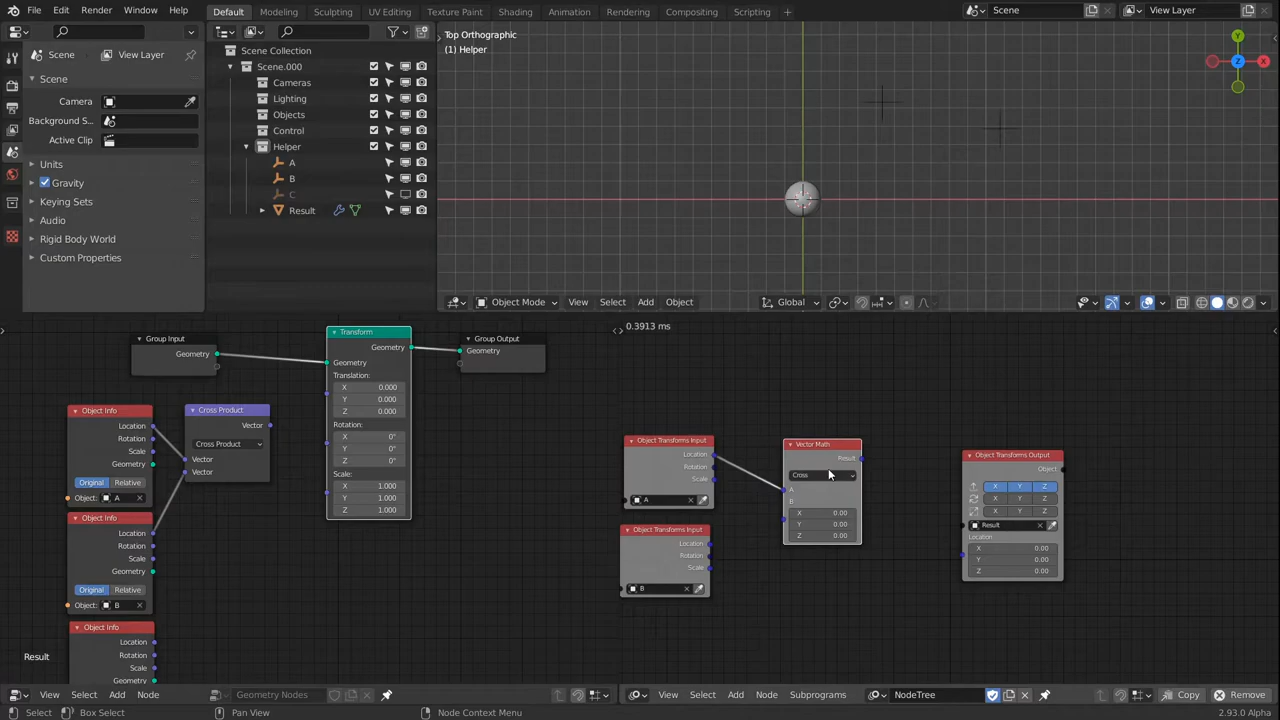 File Edit Render Window Help Default Modeling Sculpting UV Editing Texture Paint Shading Animation Rendering Compositing Scripting + Scene View Layer
Scene View Layer
Scene
Camera
Background S...
Active Clip
Units
Gravity
Keying Sets
Audio
Rigid Body World
Custom Properties
Scene Collection
Scene.000
Cameras
Lighting
Objects
Control
Helper
A
B
C
Result
Top Orthographic
(1) Helper
Y
Z
X
Object Mode View Select Add Object Global
Group Input
Geometry
Transform
Geometry
Geometry
Translation:
X 0.000
Y 0.000
Z 0.000
Rotation:
X 0°
Y 0°
Z 0°
Scale:
X 1.000
Y 1.000
Z 1.000
Group Output
Geometry
Object Info
Location
Rotation
Scale
Geometry
Original Relative
Object: A
Cross Product
Vector
Cross Product
Vector
Vector
Object Info
Location
Rotation
Scale
Geometry
Original Relative
Object: B
Object Info
Location
Rotation
Scale
Geometry
Result
0.3913 ms
Object Transforms Input
Location
Rotation
Scale
A
Object Transforms Input
Location
Rotation
Scale
B
Vector Math
Result
Cross
A
B
X 0.00
Y 0.00
Z 0.00
Object Transforms Output
Object
X Y Z
X Y Z
X Y Z
Result
Location
X 0.00
Y 0.00
Z 0.00
View Select Add Node Geometry Nodes
View Select Add Node Subprograms NodeTree Copy Remove
Select Box Select Pan View Node Context Menu 2.93.0 Alpha